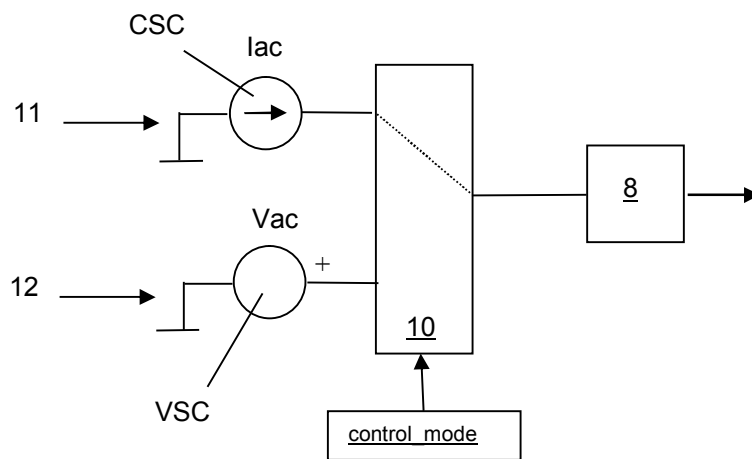 CSC
Iac
11
8
Vac
+
12
10
VSC
control_mode